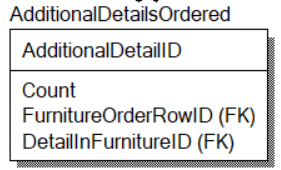 AdditionalDetailsOrdered
AdditionalDetailID
Count
FurnitureOrderRowID (FK)
DetailInFurnitureID (FK)